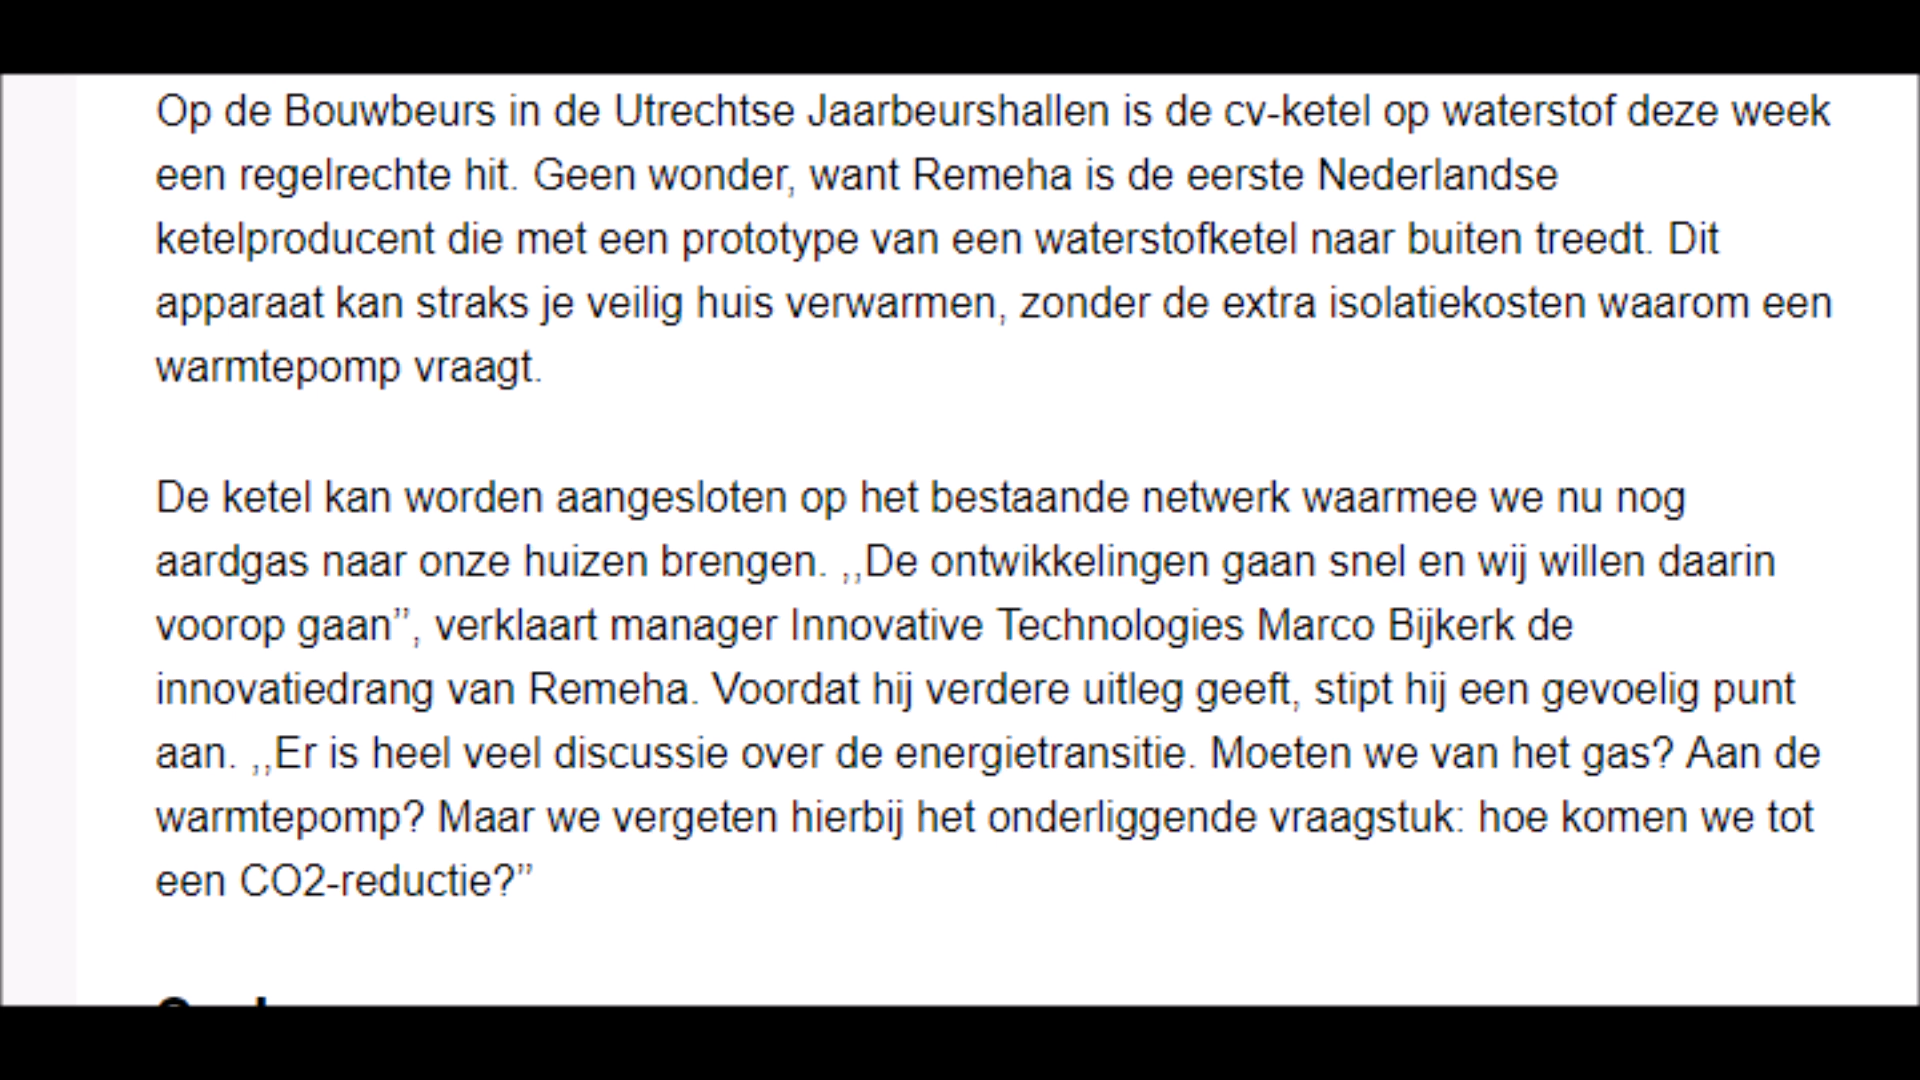 Op de Bouwbeurs in de Utrechtse Jaarbeurshallen is de cv-ketel op waterstof deze week
een regelrechte hit. Geen wonder, want Remeha is de eerste Nederlandse
ketelproducent die met een prototype van een waterstofketel naar buiten treedt. Dit
apparaat kan straks je veilig huis verwarmen, zonder de extra isolatiekosten waarom een
warmtepomp vraagt.
De ketel kan worden aangesloten op het bestaande netwerk waarmee we nu nog
aardgas naar onze huizen brengen. ,,De ontwikkelingen gaan snel en wij willen daarin
voorop gaan”, verklaart manager Innovative Technologies Marco Bijkerk de
innovatiedrang van Remeha. Voordat hij verdere uitleg geeft, stipt hij een gevoelig punt
aan. ,,Er is heel veel discussie over de energietransitie. Moeten we van het gas? Aan de
warmtepomp? Maar we vergeten hierbij het onderliggende vraagstuk: hoe komen we tot
een CO2-reductie?”